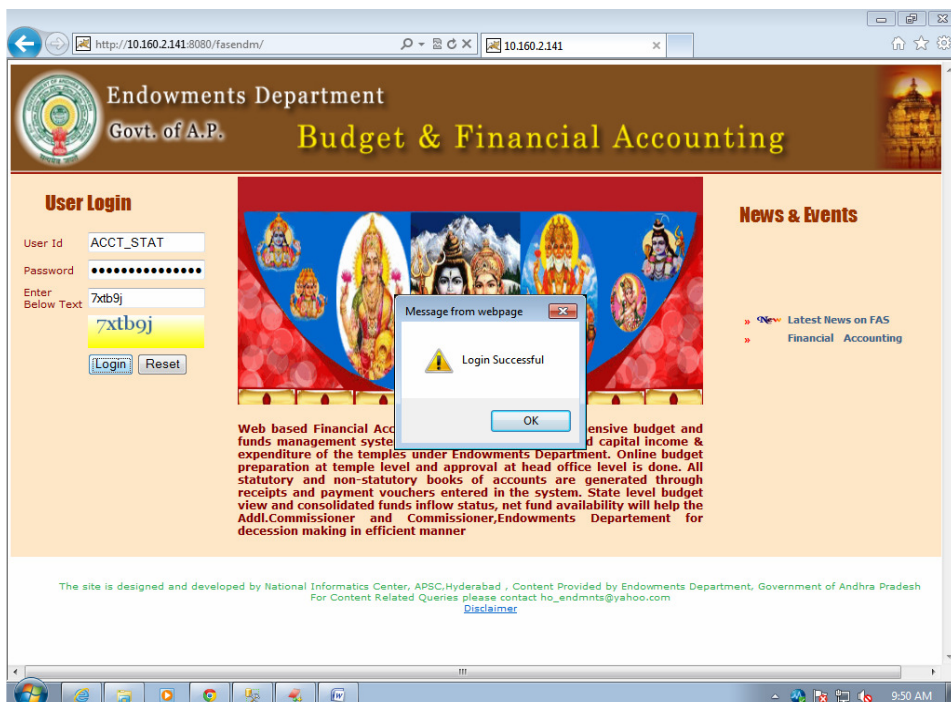 http://10.160.2.141:8080/fasendm/
10.160.2.141
Endowments Department
Govt. of A.P.
Budget & Financial Accounting
User Login
User Id ACCT_STAT
Password
Enter
Below Text 7xtb9j
7xtb9j
Login Reset
Message from webpage
Login Successful
OK
News & Events
New Latest News on FAS
Financial Accounting
Web based Financial Acc ensive budget and
funds management syste d capital income &
expenditure of the temples under Endowments Department. Online budget
preparation at temple level and approval at head office level is done. All
statutory and non-statutory books of accounts are generated through
receipts and payment vouchers entered in the system. State level budget
view and consolidated funds inflow status, net fund availability will help the
Addl.Commissioner and Commissioner,Endowments Departement for
decession making in efficient manner
The site is designed and developed by National Informatics Center, APSC,Hyderabad , Content Provided by Endowments Department, Government of Andhra Pradesh
For Content Related Queries please contact ho_endmnts@yahoo.com
Disclaimer
9:50 AM